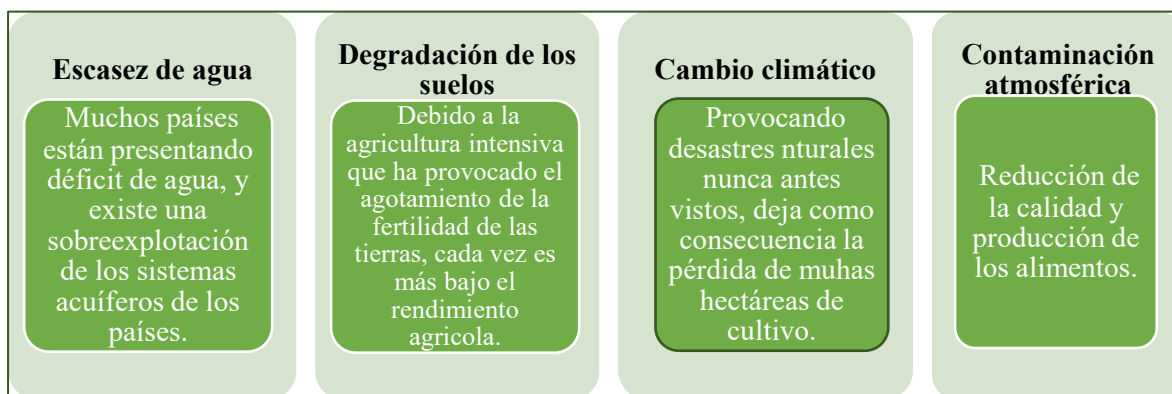 Escasez de agua
Muchos países
están presentando
déficit de agua, y
existe una
sobreexplotación
de los sistemas
acuíferos de los
países.
Degradación de los
suelos
Debido a la
agricultura intensiva
que ha provocado el
agotamiento de la
fertilidad de las
tierras, cada vez es
más bajo el
rendimiento
agricola.
Cambio climático
Provocando
desastres nturales
nunca antes
vistos, deja como
consecuencia la
pérdida de muhas
hectáreas de
cultivo.
Contaminación
atmosférica
Reducción de
la calidad y
producción de
los alimentos.